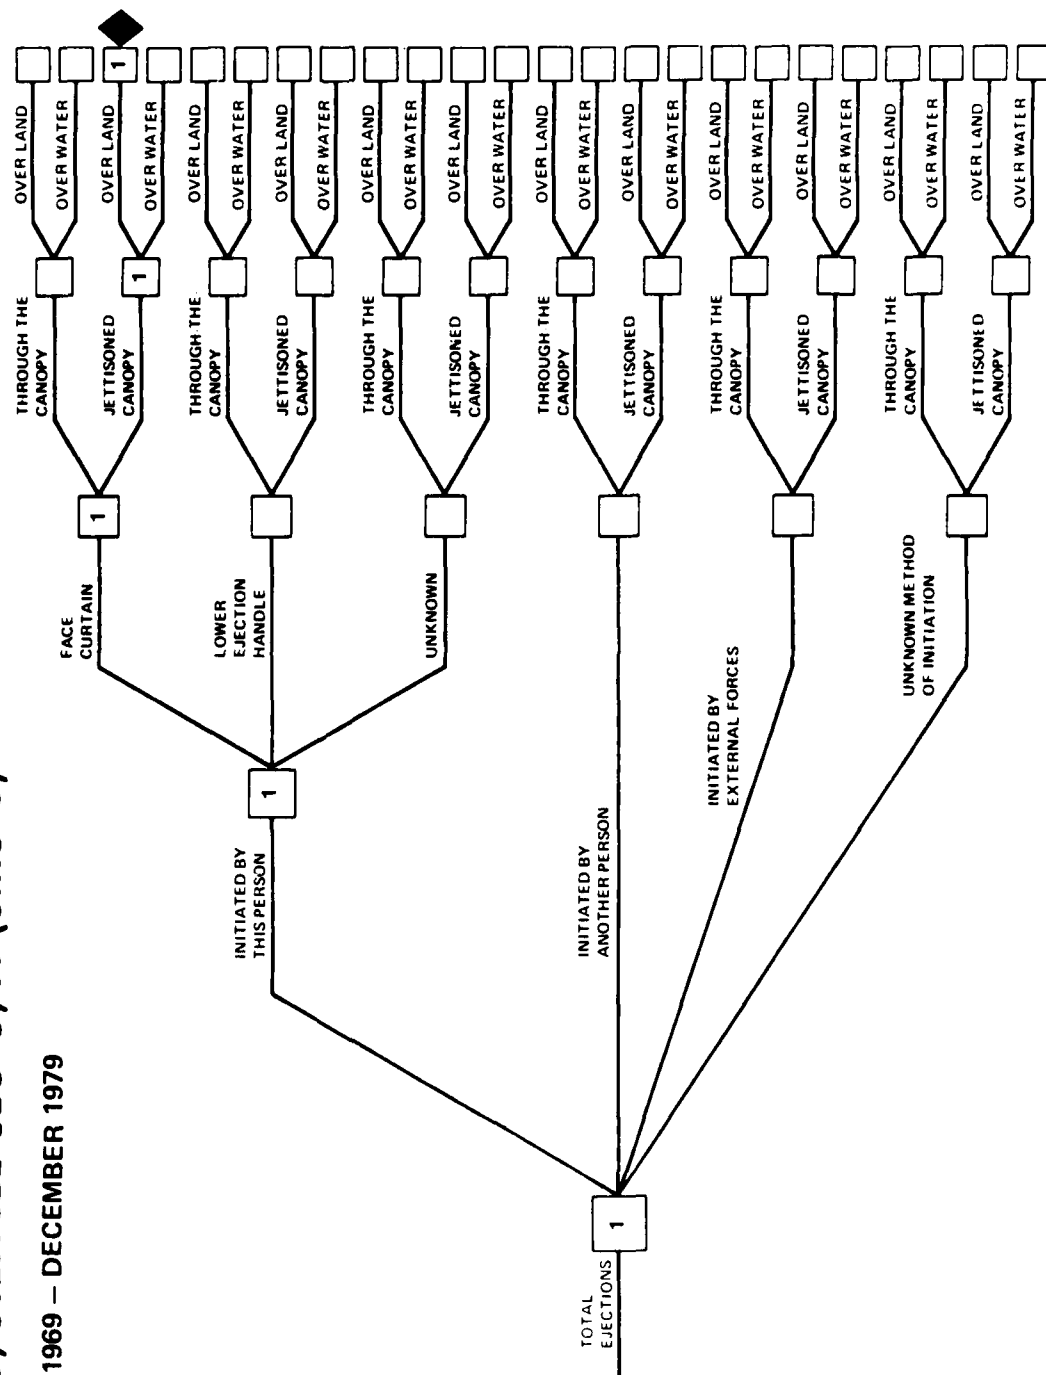 1969 – DECEMBER 1979
TOTAL
EJECTIONS
1
INITIATED BY
THIS PERSON
1
INITIATED BY
ANOTHER PERSON
INITIATED BY
EXTERNAL FORCES
UNKNOWN METHOD
OF INITIATION
FACE
CURTAIN
1
LOWER
EJECTION
HANDLE
UNKNOWN
THROUGH THE
CANOPY
JETTISONED
CANOPY
1
THROUGH THE
CANOPY
JETTISONED
CANOPY
THROUGH THE
CANOPY
JETTISONED
CANOPY
THROUGH THE
CANOPY
JETTISONED
CANOPY
THROUGH THE
CANOPY
JETTISONED
CANOPY
THROUGH THE
CANOPY
JETTISONED
CANOPY
OVER LAND
OVER WATER
OVER LAND
1
OVER WATER
OVER LAND
OVER WATER
OVER LAND
OVER WATER
OVER LAND
OVER WATER
OVER LAND
OVER WATER
OVER LAND
OVER WATER
OVER LAND
OVER WATER
OVER LAND
OVER WATER
OVER LAND
OVER WATER
OVER LAND
OVER WATER
OVER LAND
OVER WATER